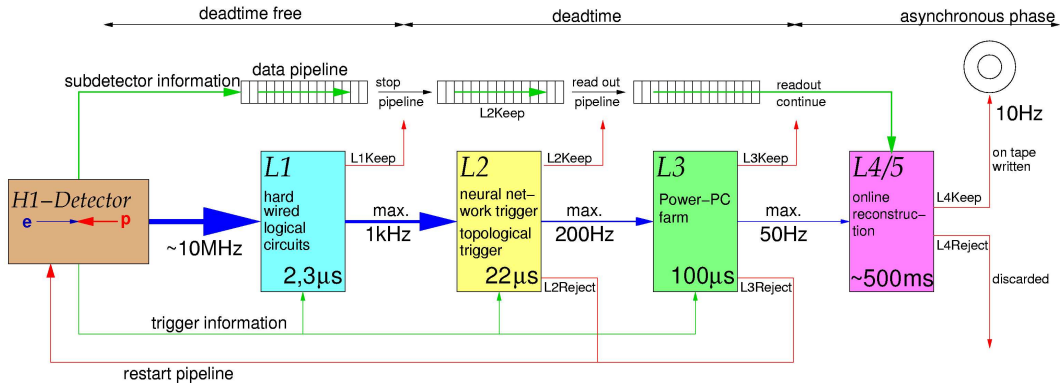 deadtime free
deadtime
asynchronous phase
subdetector information
data pipeline
stop
pipeline
L2Keep
read out
pipeline
readout
continue
10Hz
on tape
written
H1-Detector
e
p
~10MHz
L1
hard
wired
logical
circuits
2,3µs
L1Keep
max.
1kHz
L2
neural net-
work trigger
topological
trigger
22µs
L2Keep
L2Reject
max.
200Hz
L3
Power-PC
farm
100µs
L3Keep
L3Reject
max.
50Hz
L4/5
online
reconstruc-
tion
~500ms
L4Keep
L4Reject
discarded
trigger information
restart pipeline